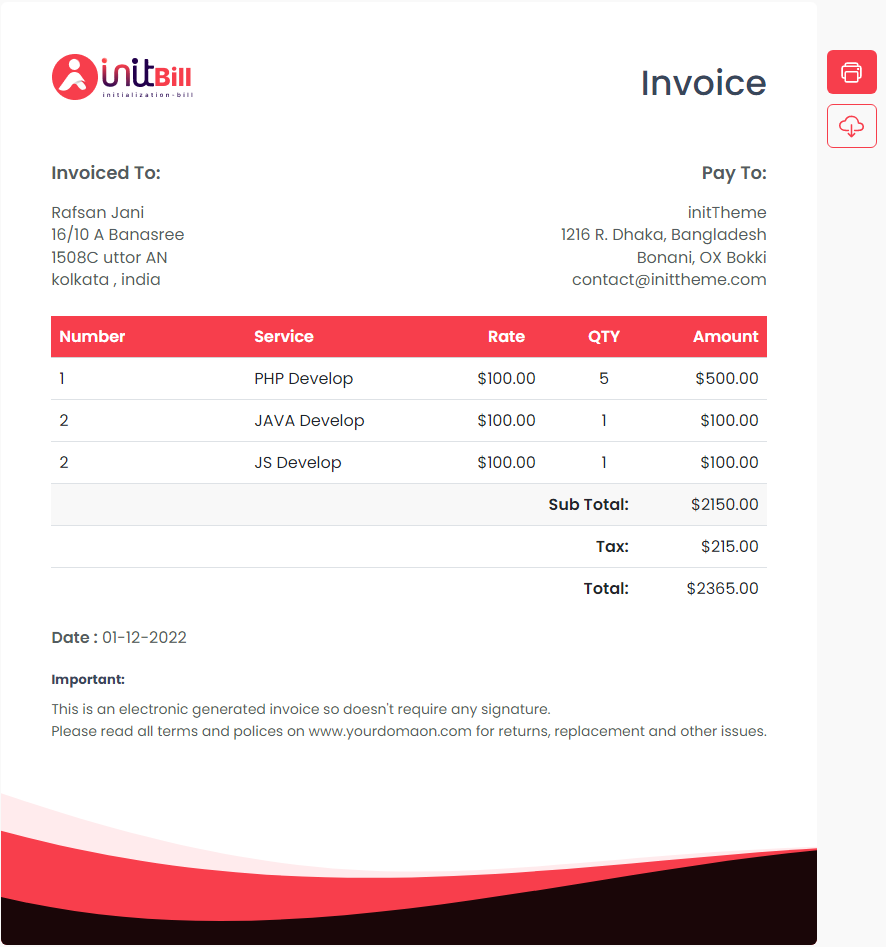 initBill
initialization-bill
Invoice
Invoiced To:
Pay To:
Rafsan Jani
initTheme
16/10 A Banasree
1216 R. Dhaka, Bangladesh
1508C uttor AN
Bonani, OX Bokki
kolkata , india
contact@inittheme.com
Number Service Rate QTY Amount
1 PHP Develop $100.00 5 $500.00
2 JAVA Develop $100.00 1 $100.00
2 JS Develop $100.00 1 $100.00
Sub Total: $2150.00
Tax: $215.00
Total: $2365.00
Date : 01-12-2022
Important:
This is an electronic generated invoice so doesn't require any signature.
Please read all terms and polices on www.yourdomaon.com for returns, replacement and other issues.